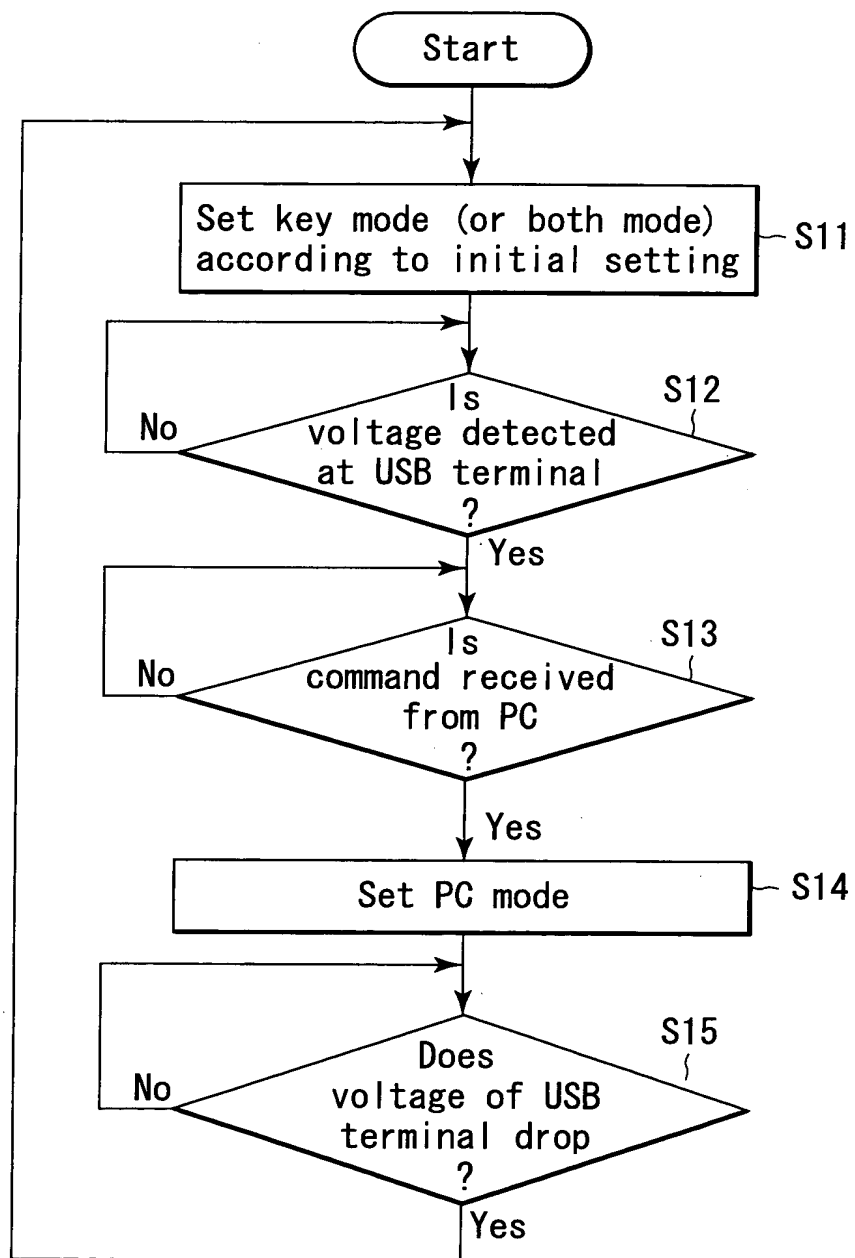 Start
Set key mode (or both mode)
according to initial setting
S11
Is
voltage detected
at USB terminal
?
S12
No
Yes
Is
command received
from PC
?
S13
No
Yes
Set PC mode
S14
Does
voltage of USB
terminal drop
?
S15
No
Yes